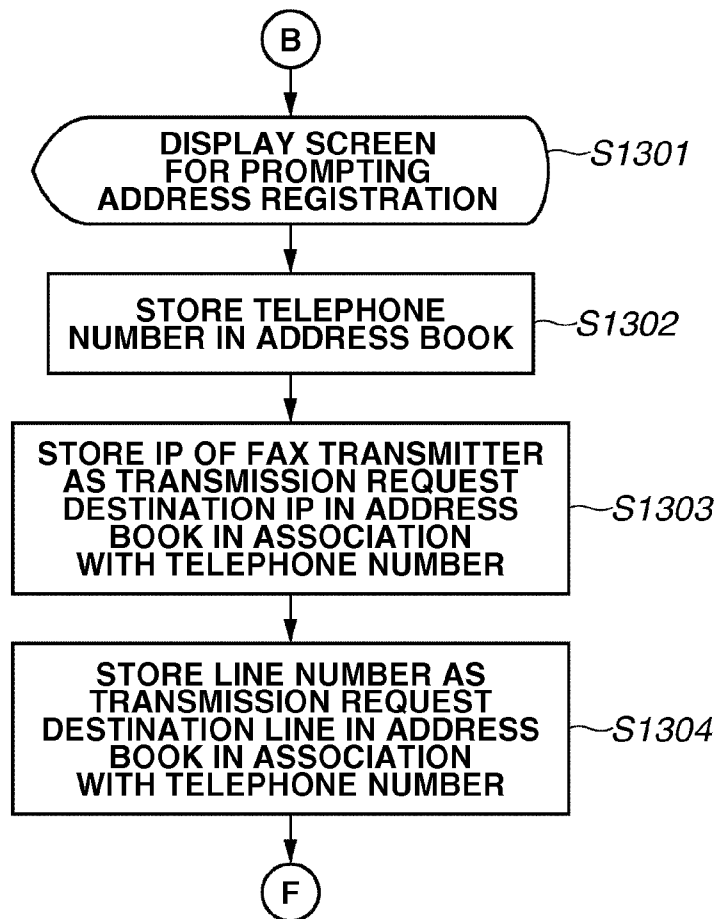 B
DISPLAY SCREEN
FOR PROMPTING
ADDRESS REGISTRATION
S1301
STORE TELEPHONE
NUMBER IN ADDRESS BOOK
S1302
STORE IP OF FAX TRANSMITTER
AS TRANSMISSION REQUEST
DESTINATION IP IN ADDRESS
BOOK IN ASSOCIATION
WITH TELEPHONE NUMBER
S1303
STORE LINE NUMBER AS
TRANSMISSION REQUEST
DESTINATION LINE IN ADDRESS
BOOK IN ASSOCIATION
WITH TELEPHONE NUMBER
S1304
F